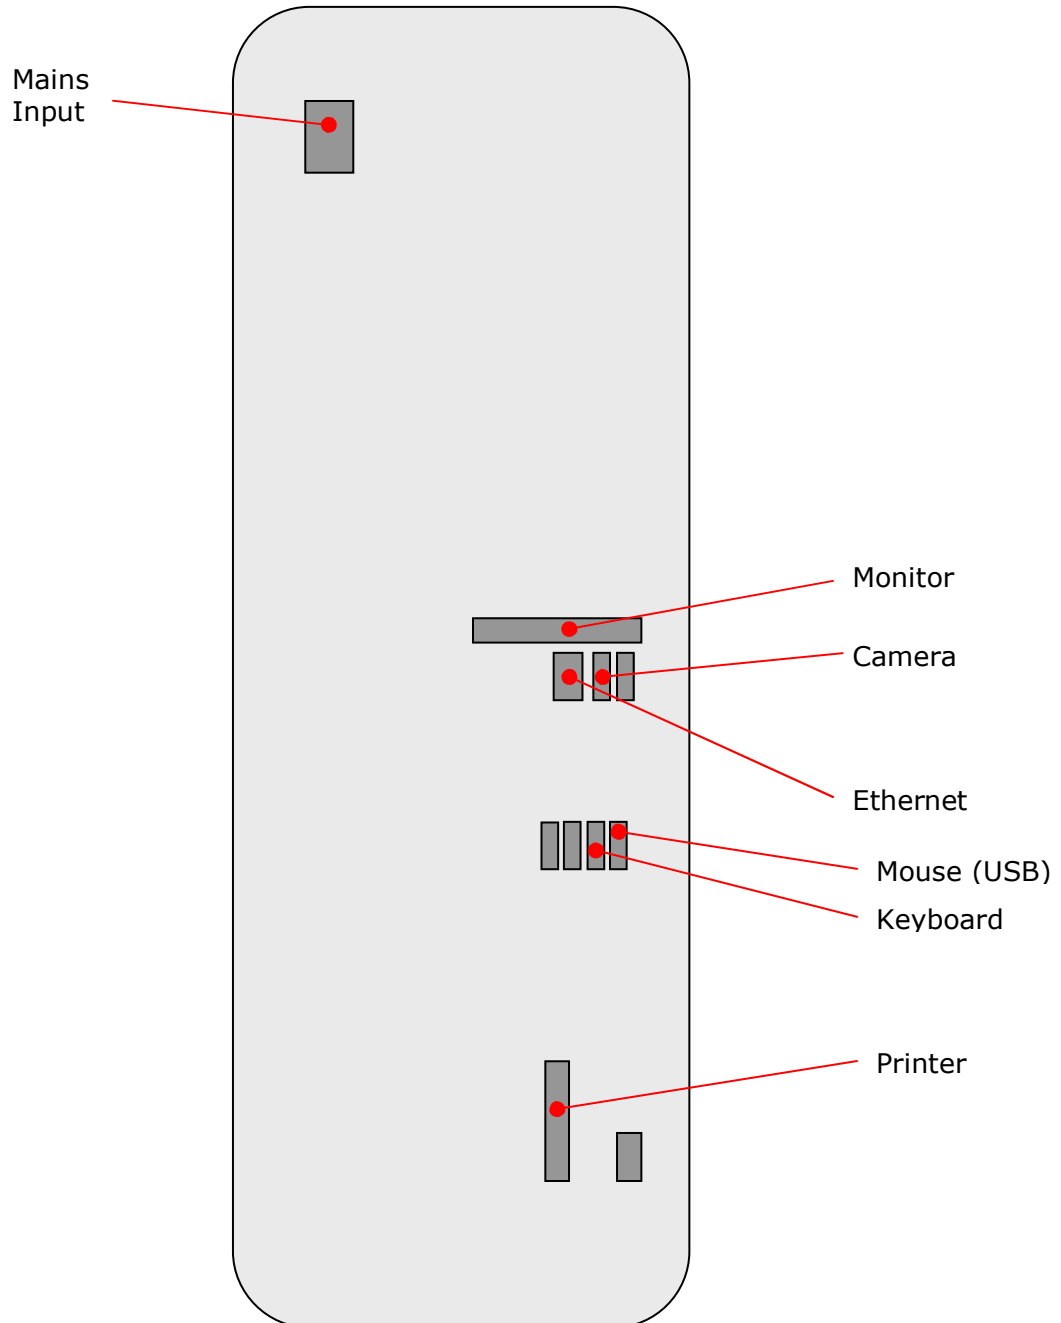 Mains
Input
Monitor
Camera
Ethernet
Mouse (USB)
Keyboard
Printer